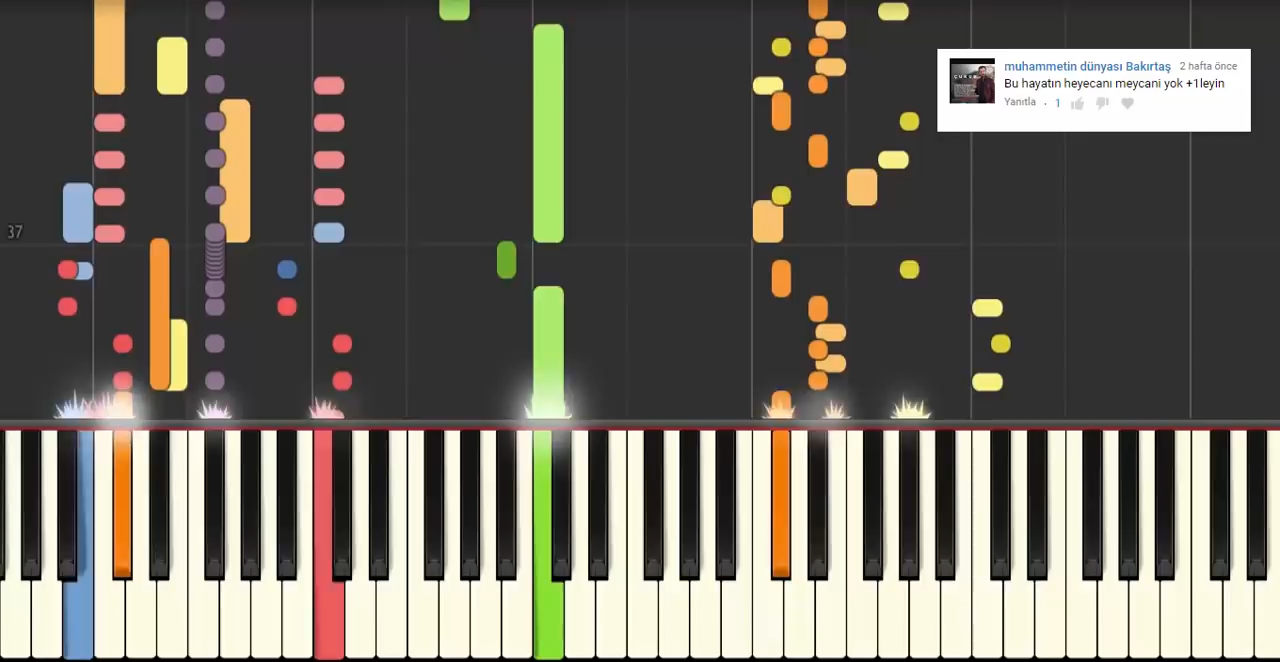 muhammetin dünyası Bakırtaş 2 hafta önce
Bu hayatın heyecanı meycani yok +1leyin
Yanıtla · 1
37